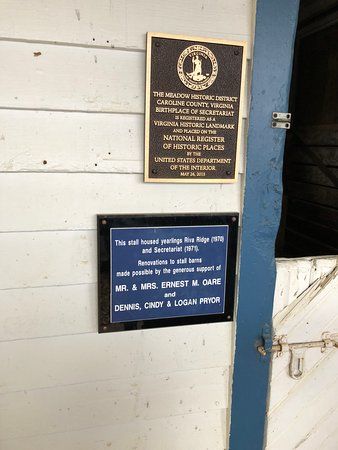 THE MEADOW HISTORIC DISTRICT
CAROLINE COUNTY, VIRGINIA
BIRTHPLACE OF SECRETARIAT
IS REGISTERED AS A
VIRGINIA HISTORIC LANDMARK
AND PLACED ON THE
NATIONAL REGISTER
OF HISTORIC PLACES
BY THE
UNITED STATES DEPARTMENT
OF THE INTERIOR
MAY 26, 2015
This stall housed yearlings Riva Ridge (1970)
and Secretariat (1971).
Renovations to stall barns
made possible by the generous support of
MR. & MRS. ERNEST M. OARE
and
DENNIS, CINDY & LOGAN PRYOR